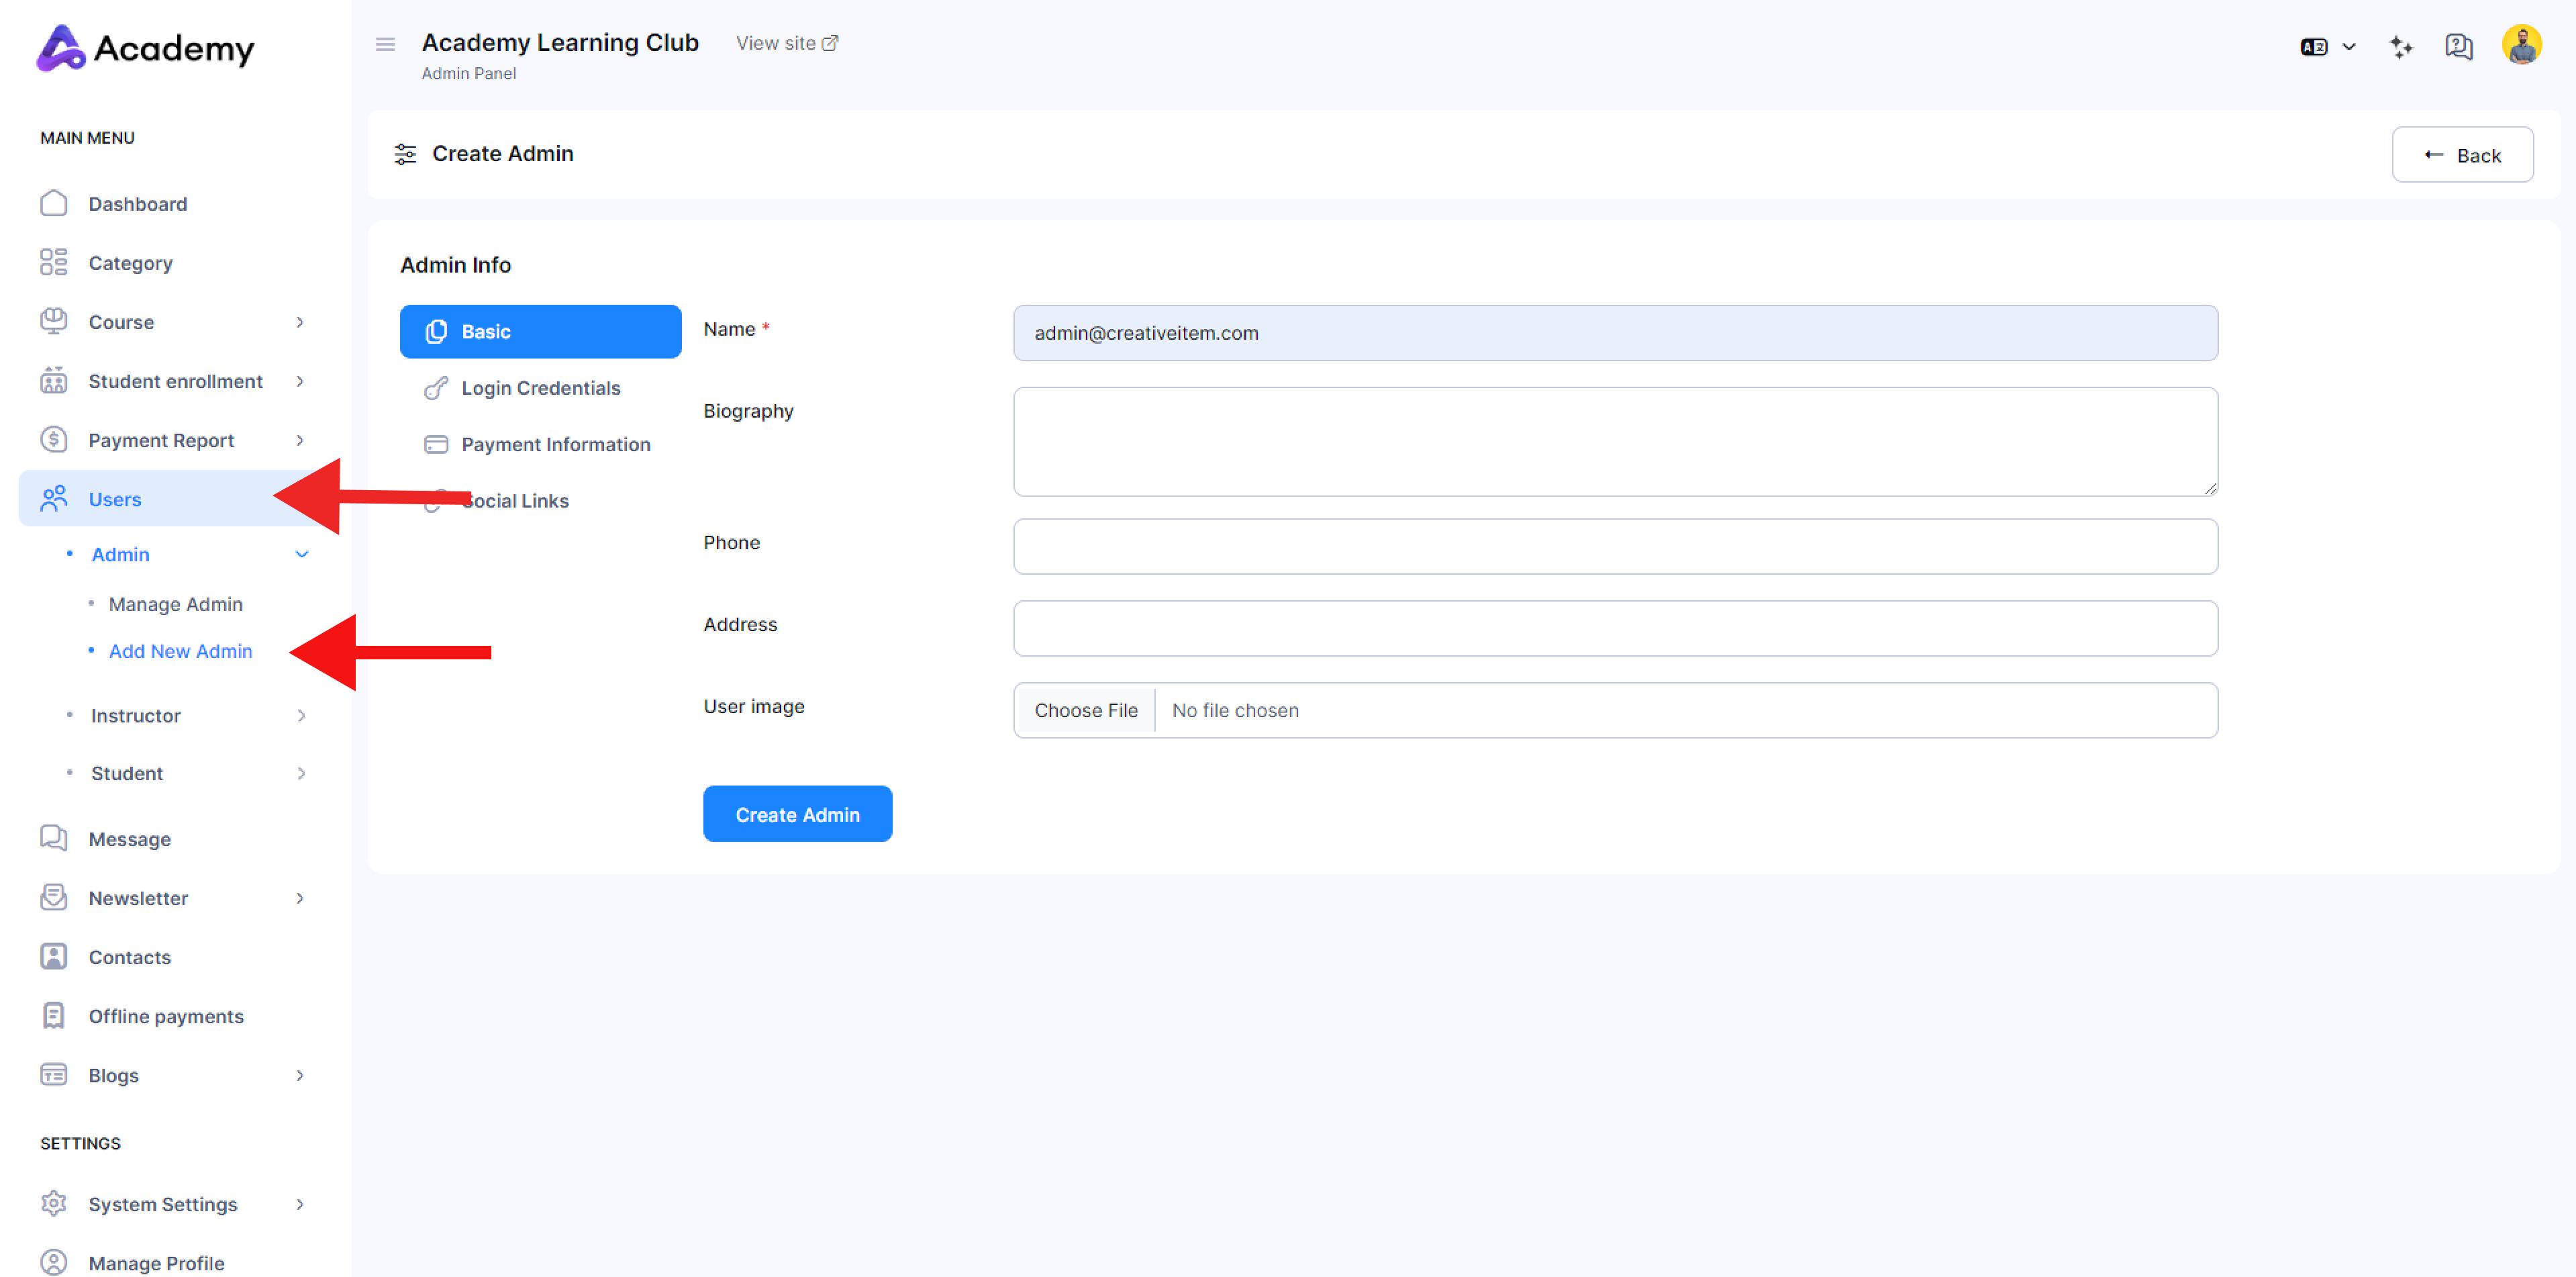 Academy
MAIN MENU
Dashboard
Category
Course
Student enrollment
Payment Report
Users
Admin
Manage Admin
Add New Admin
Instructor
Student
Message
Newsletter
Contacts
Offline payments
Blogs
SETTINGS
System Settings
Manage Profile
Academy Learning Club
View site
Admin Panel
Create Admin
Back
Admin Info
Basic
Login Credentials
Payment Information
Social Links
Name *
admin@creativeitem.com
Biography
Phone
Address
User image
Choose File
No file chosen
Create Admin